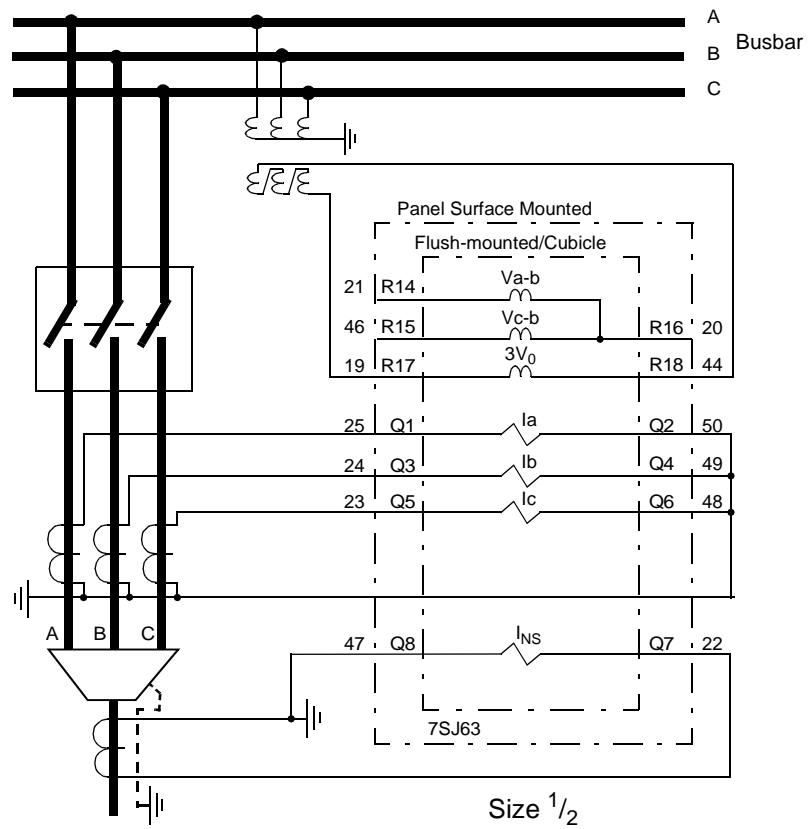 A
B Busbar
C
Panel Surface Mounted
Flush-mounted/Cubicle
21 R14 Va-b
46 R15 Vc-b R16 20
19 R17 3V0 R18 44
25 Q1 Ia Q2 50
24 Q3 Ib Q4 49
23 Q5 Ic Q6 48
A B C
47 Q8 INS Q7 22
7SJ63
Size 1/2